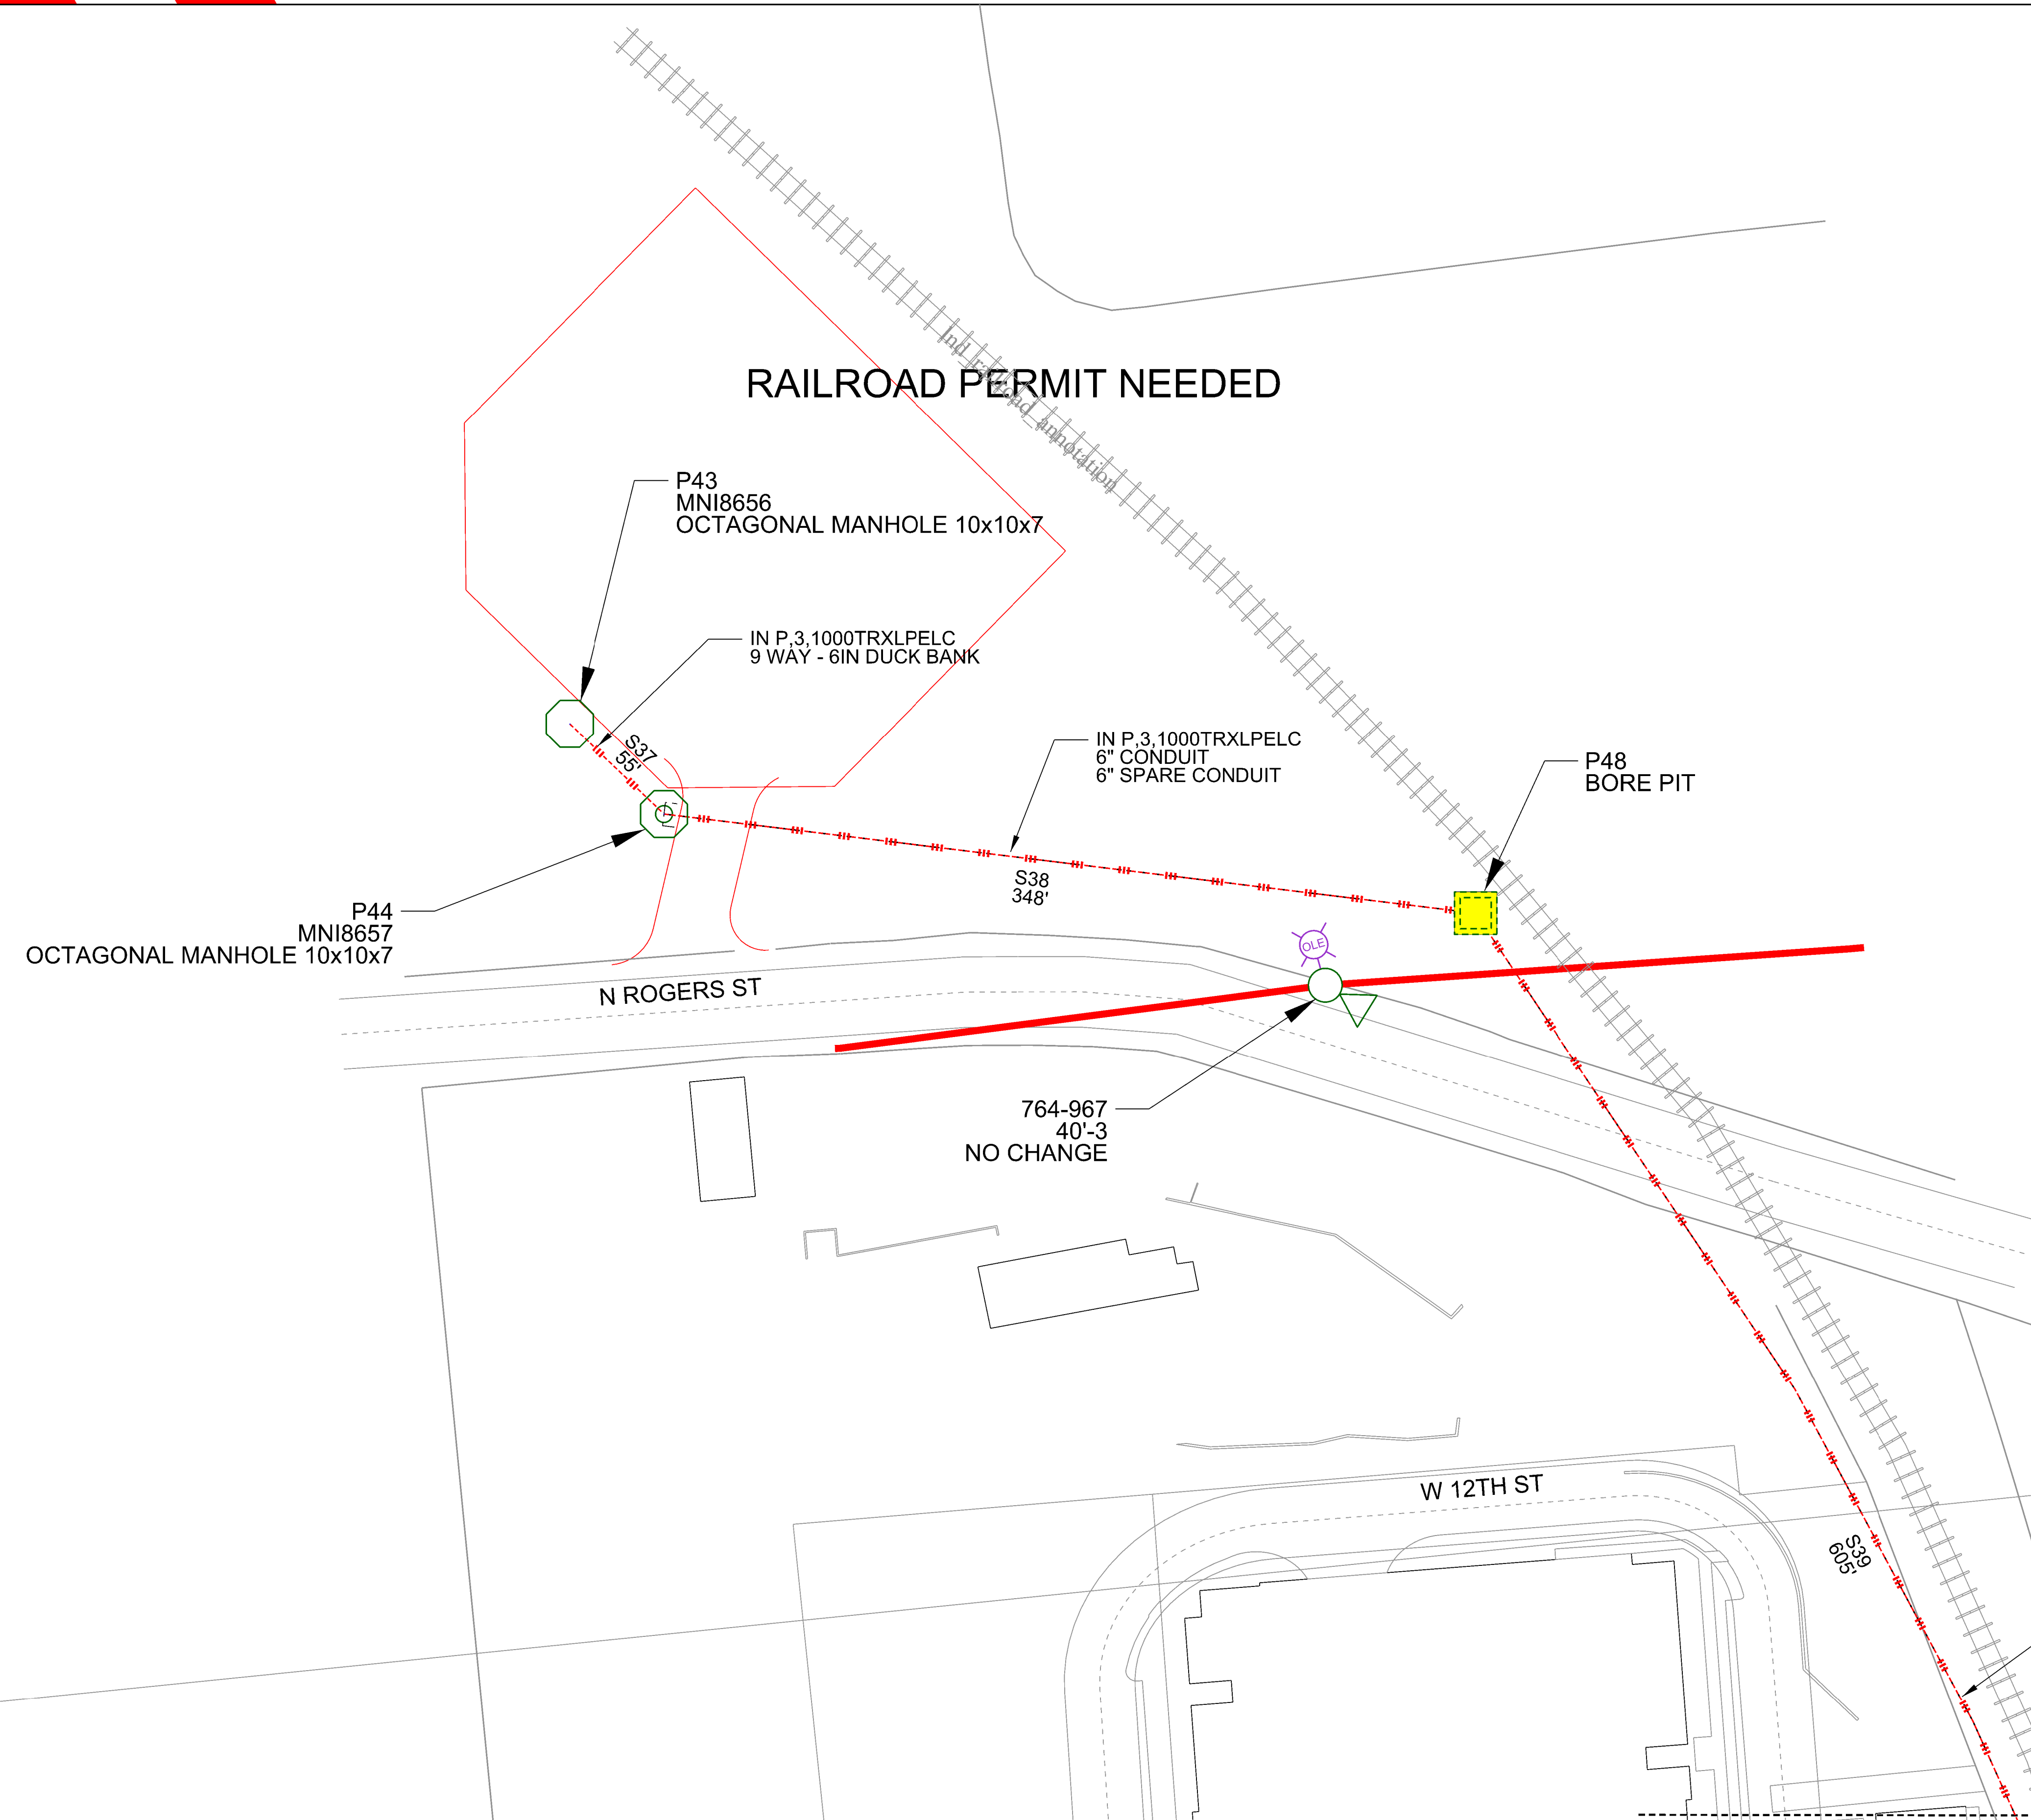 RAILROAD PERMIT NEEDED
Ind_railroad_annotation
P43
MNI8656
OCTAGONAL MANHOLE 10x10x7
IN P,3,1000TRXLPELC
9 WAY - 6IN DUCK BANK
S37
55'
IN P,3,1000TRXLPELC
6" CONDUIT
6" SPARE CONDUIT
P48
BORE PIT
S38
348'
P44
MNI8657
OCTAGONAL MANHOLE 10x10x7
OLE
N ROGERS ST
764-967
40'-3
NO CHANGE
W 12TH ST
S39
605'